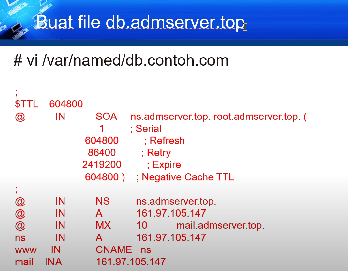 Buat file db.admserver.top
# vi /var/named/db.contoh.com
;
$TTL 604800
@ IN SOA ns.admserver.top. root.admserver.top. (
1 ; Serial
604800 ; Refresh
86400 ; Retry
2419200 ; Expire
604800 ) ; Negative Cache TTL
;
@ IN NS ns.admserver.top.
@ IN A 161.97.105.147
@ IN MX 10 mail.admserver.top.
ns IN A 161.97.105.147
www IN CNAME ns
mail INA 161.97.105.147